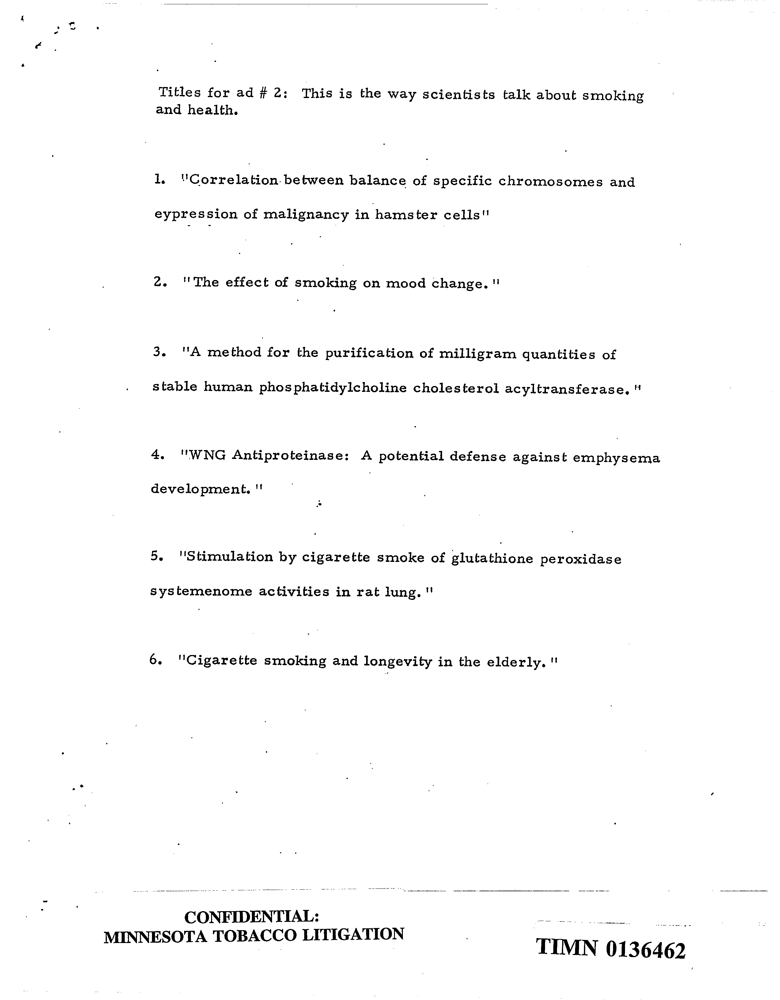 Titles for ad # 2: This is the way scientists talk about smoking
and health.
1. "Correlation between balance of specific chromosomes and
eypression of malignancy in hamster cells"
2. "The effect of smoking on mood change."
3. "A method for the purification of milligram quantities of
stable human phosphatidylcholine cholesterol acyltransferase."
4. "WNG Antiproteinase: A potential defense against emphysema
development."
5. "Stimulation by cigarette smoke of glutathione peroxidase
systemenome activities in rat lung."
6. "Cigarette smoking and longevity in the elderly."
CONFIDENTIAL:
MINNESOTA TOBACCO LITIGATION
TIMN 0136462